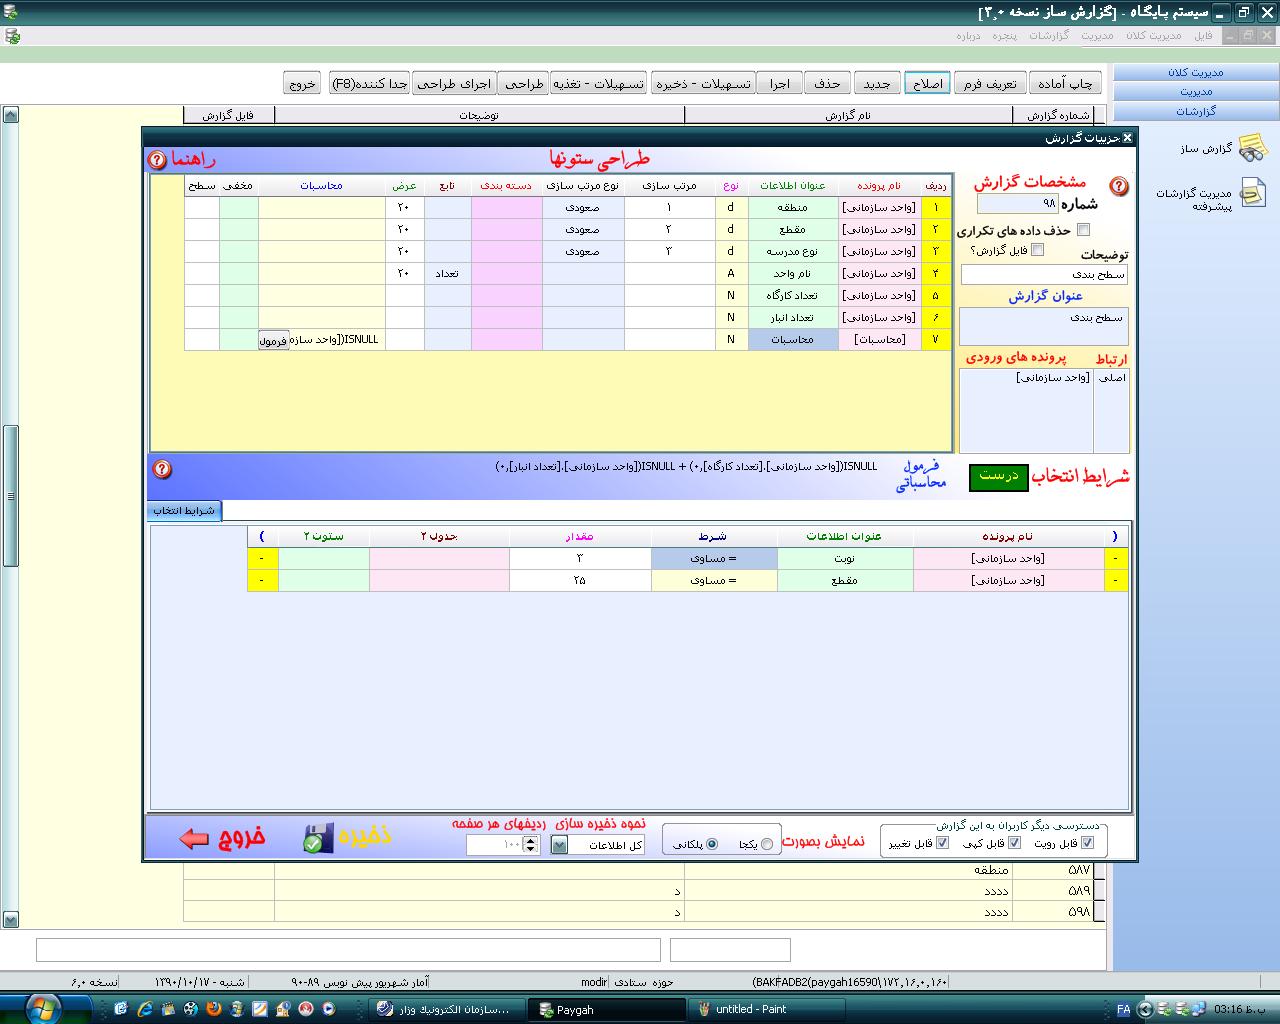 سیستم پایگاه - [گزارش ساز نسخه ۳٫۰]
فایل مدیریت کلان مدیریت گزارشات پنجره درباره
مدیریت کلان
مدیریت
گزارشات
گزارش ساز
مدیریت گزارشات پیشرفته
چاپ آماده تعریف فرم اصلاح جدید حذف اجرا تسهیلات - ذخیره تسهیلات - تغذیه طراحی اجرای طراحی جدا کننده(F8) خروج
شماره گزارش نام گزارش توضیحات فایل گزارش
جزییات گزارش
مشخصات گزارش
شماره ۹۸
حذف داده های تکراری
فایل گزارش؟
توضیحات
سطح بندی
عنوان گزارش
سطح بندی
ارتباط پرونده های ورودی
اصلی [واحد سازمانی]
طراحی ستونها
راهنما
ردیف نام پرونده عنوان اطلاعات نوع مرتب سازی نوع مرتب سازی دسته بندی تابع عرض محاسبات مخفی سطح
۱ [واحد سازمانی] منطقه d ۱ صعودی ۲۰
۲ [واحد سازمانی] مقطع d ۲ صعودی ۲۰
۳ [واحد سازمانی] نوع مدرسه d ۳ صعودی ۲۰
۴ [واحد سازمانی] نام واحد A تعداد ۲۰
۵ [واحد سازمانی] تعداد کارگاه N
۶ [واحد سازمانی] تعداد انبار N
۷ [محاسبات] محاسبات N ISNULL([واحد سازم فرمول
شرایط انتخاب درست
فرمول محاسباتی
ISNULL([واحد سازمانی].[تعداد کارگاه],۰) + ISNULL([واحد سازمانی].[تعداد انبار],۰)
شرایط انتخاب
( نام پرونده عنوان اطلاعات شرط مقدار جدول ۲ ستون ۲ )
- [واحد سازمانی] نوبت = مساوی ۳ -
- [واحد سازمانی] مقطع = مساوی ۲۵ -
دسترسی دیگر کاربران به این گزارش
قابل رویت قابل کپی قابل تغییر
نمایش بصورت یکجا پلکانی
نحوه ذخیره سازی ردیفهای هر صفحه
کل اطلاعات ۱۰۰
ذخیره
خروج
۵۸۷ منطقه
۵۸۹ دددد د
۵۹۸ دددد د
(BAKFADB2(paygah16590\۱۷۲,۱۶,۰,۱۶۰ حوزه ستادی modir آمار شهریور پیش نویس ۸۹-۹۰ شنبه - ۱۳۹۰/۱۰/۱۷ نسخه ۶,۰
سازمان الکترونیک وزار... Paygah untitled - Paint FA 03:16 ب.ظ